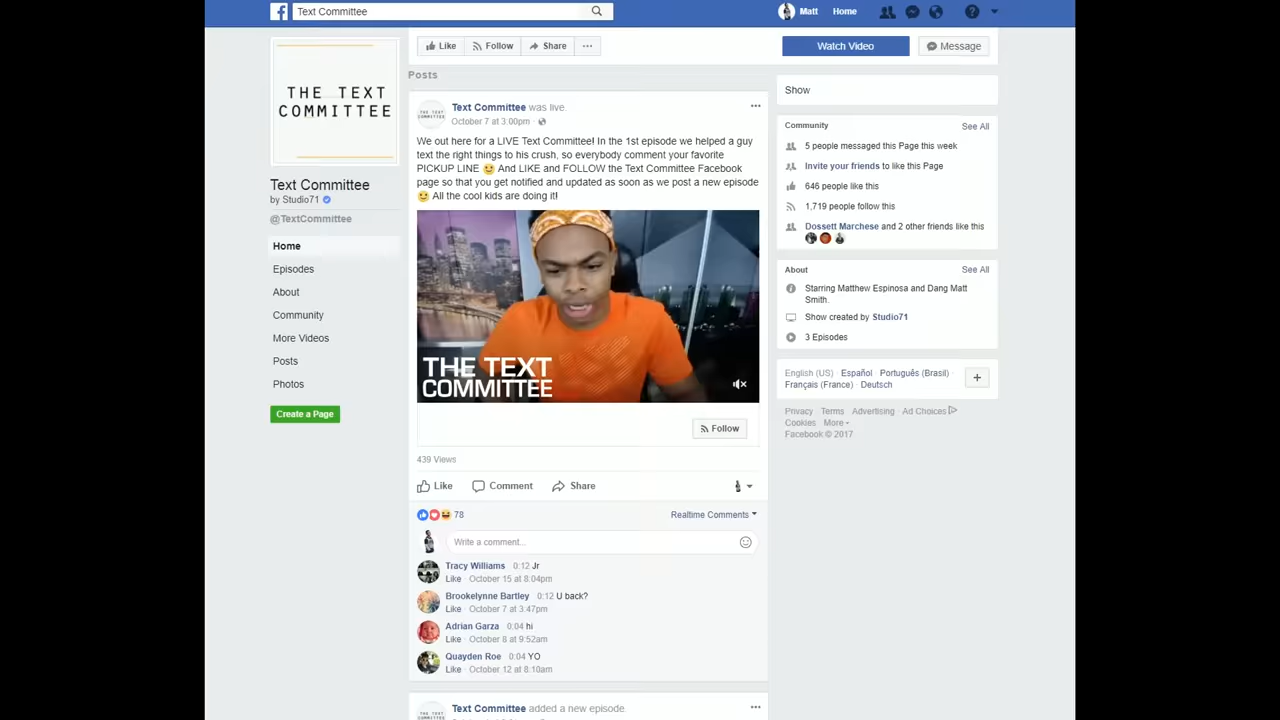 Text Committee
Matt
Home
THE TEXT
COMMITTEE
Text Committee
by Studio71
@TextCommittee
Home
Episodes
About
Community
More Videos
Posts
Photos
Create a Page
Like
Follow
Share
Watch Video
Message
Posts
THE TEXT
COMMITTEE
Text Committee was live.
October 7 at 3:00pm ·
We out here for a LIVE Text Committee! In the 1st episode we helped a guy
text the right things to his crush, so everybody comment your favorite
PICKUP LINE 😀 And LIKE and FOLLOW the Text Committee Facebook
page so that you get notified and updated as soon as we post a new episode
😀 All the cool kids are doing it!
THE TEXT
COMMITTEE
Follow
439 Views
Like
Comment
Share
78
Realtime Comments
Write a comment...
Tracy Williams 0:12 Jr
Like · October 15 at 8:04pm
Brookelynne Bartley 0:12 U back?
Like · October 7 at 3:47pm
Adrian Garza 0:04 hi
Like · October 8 at 9:52am
Quayden Roe 0:04 YO
Like · October 12 at 8:10am
THE TEXT
COMMITTEE
Text Committee added a new episode
Show
Community
See All
5 people messaged this Page this week
Invite your friends to like this Page
646 people like this
1,719 people follow this
Dossett Marchese and 2 other friends like this
About
See All
Starring Matthew Espinosa and Dang Matt
Smith.
Show created by Studio71
3 Episodes
English (US) · Español · Português (Brasil) ·
Français (France) · Deutsch
Privacy · Terms · Advertising · Ad Choices
Cookies · More
Facebook © 2017